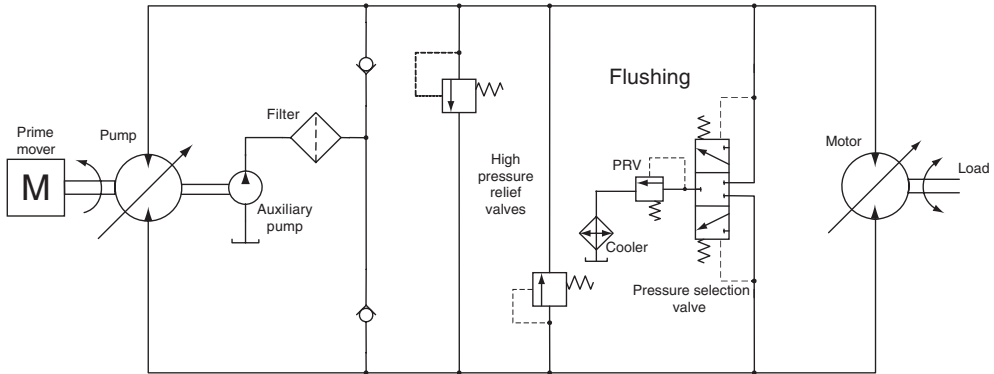 Flushing
Prime
mover
M
Pump
Filter
Auxiliary
pump
High
pressure
relief
valves
PRV
Cooler
Pressure selection
valve
Motor
Load